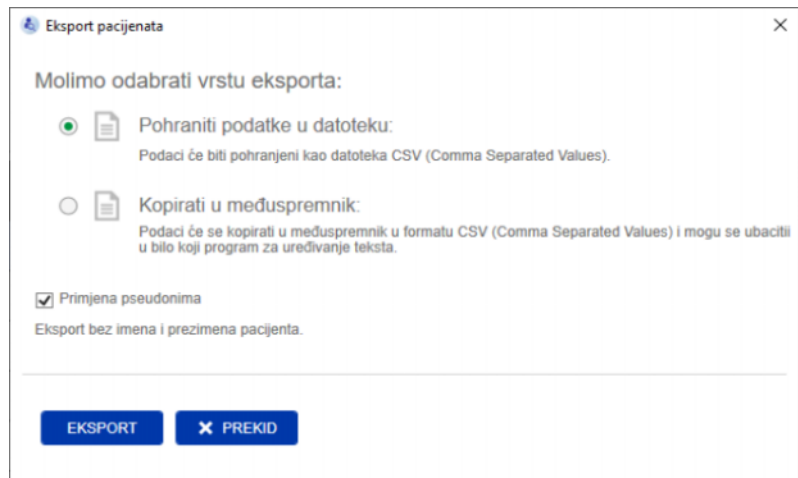 Eksport pacijenata
Molimo odabrati vrstu eksporta:
Pohraniti podatke u datoteku:
Podaci će biti pohranjeni kao datoteka CSV (Comma Separated Values).
Kopirati u međuspremnik:
Podaci će se kopirati u međuspremnik u formatu CSV (Comma Separated Values) i mogu se ubacitii
u bilo koji program za uređivanje teksta.
Primjena pseudonima
Eksport bez imena i prezimena pacijenta.
EKSPORT
PREKID